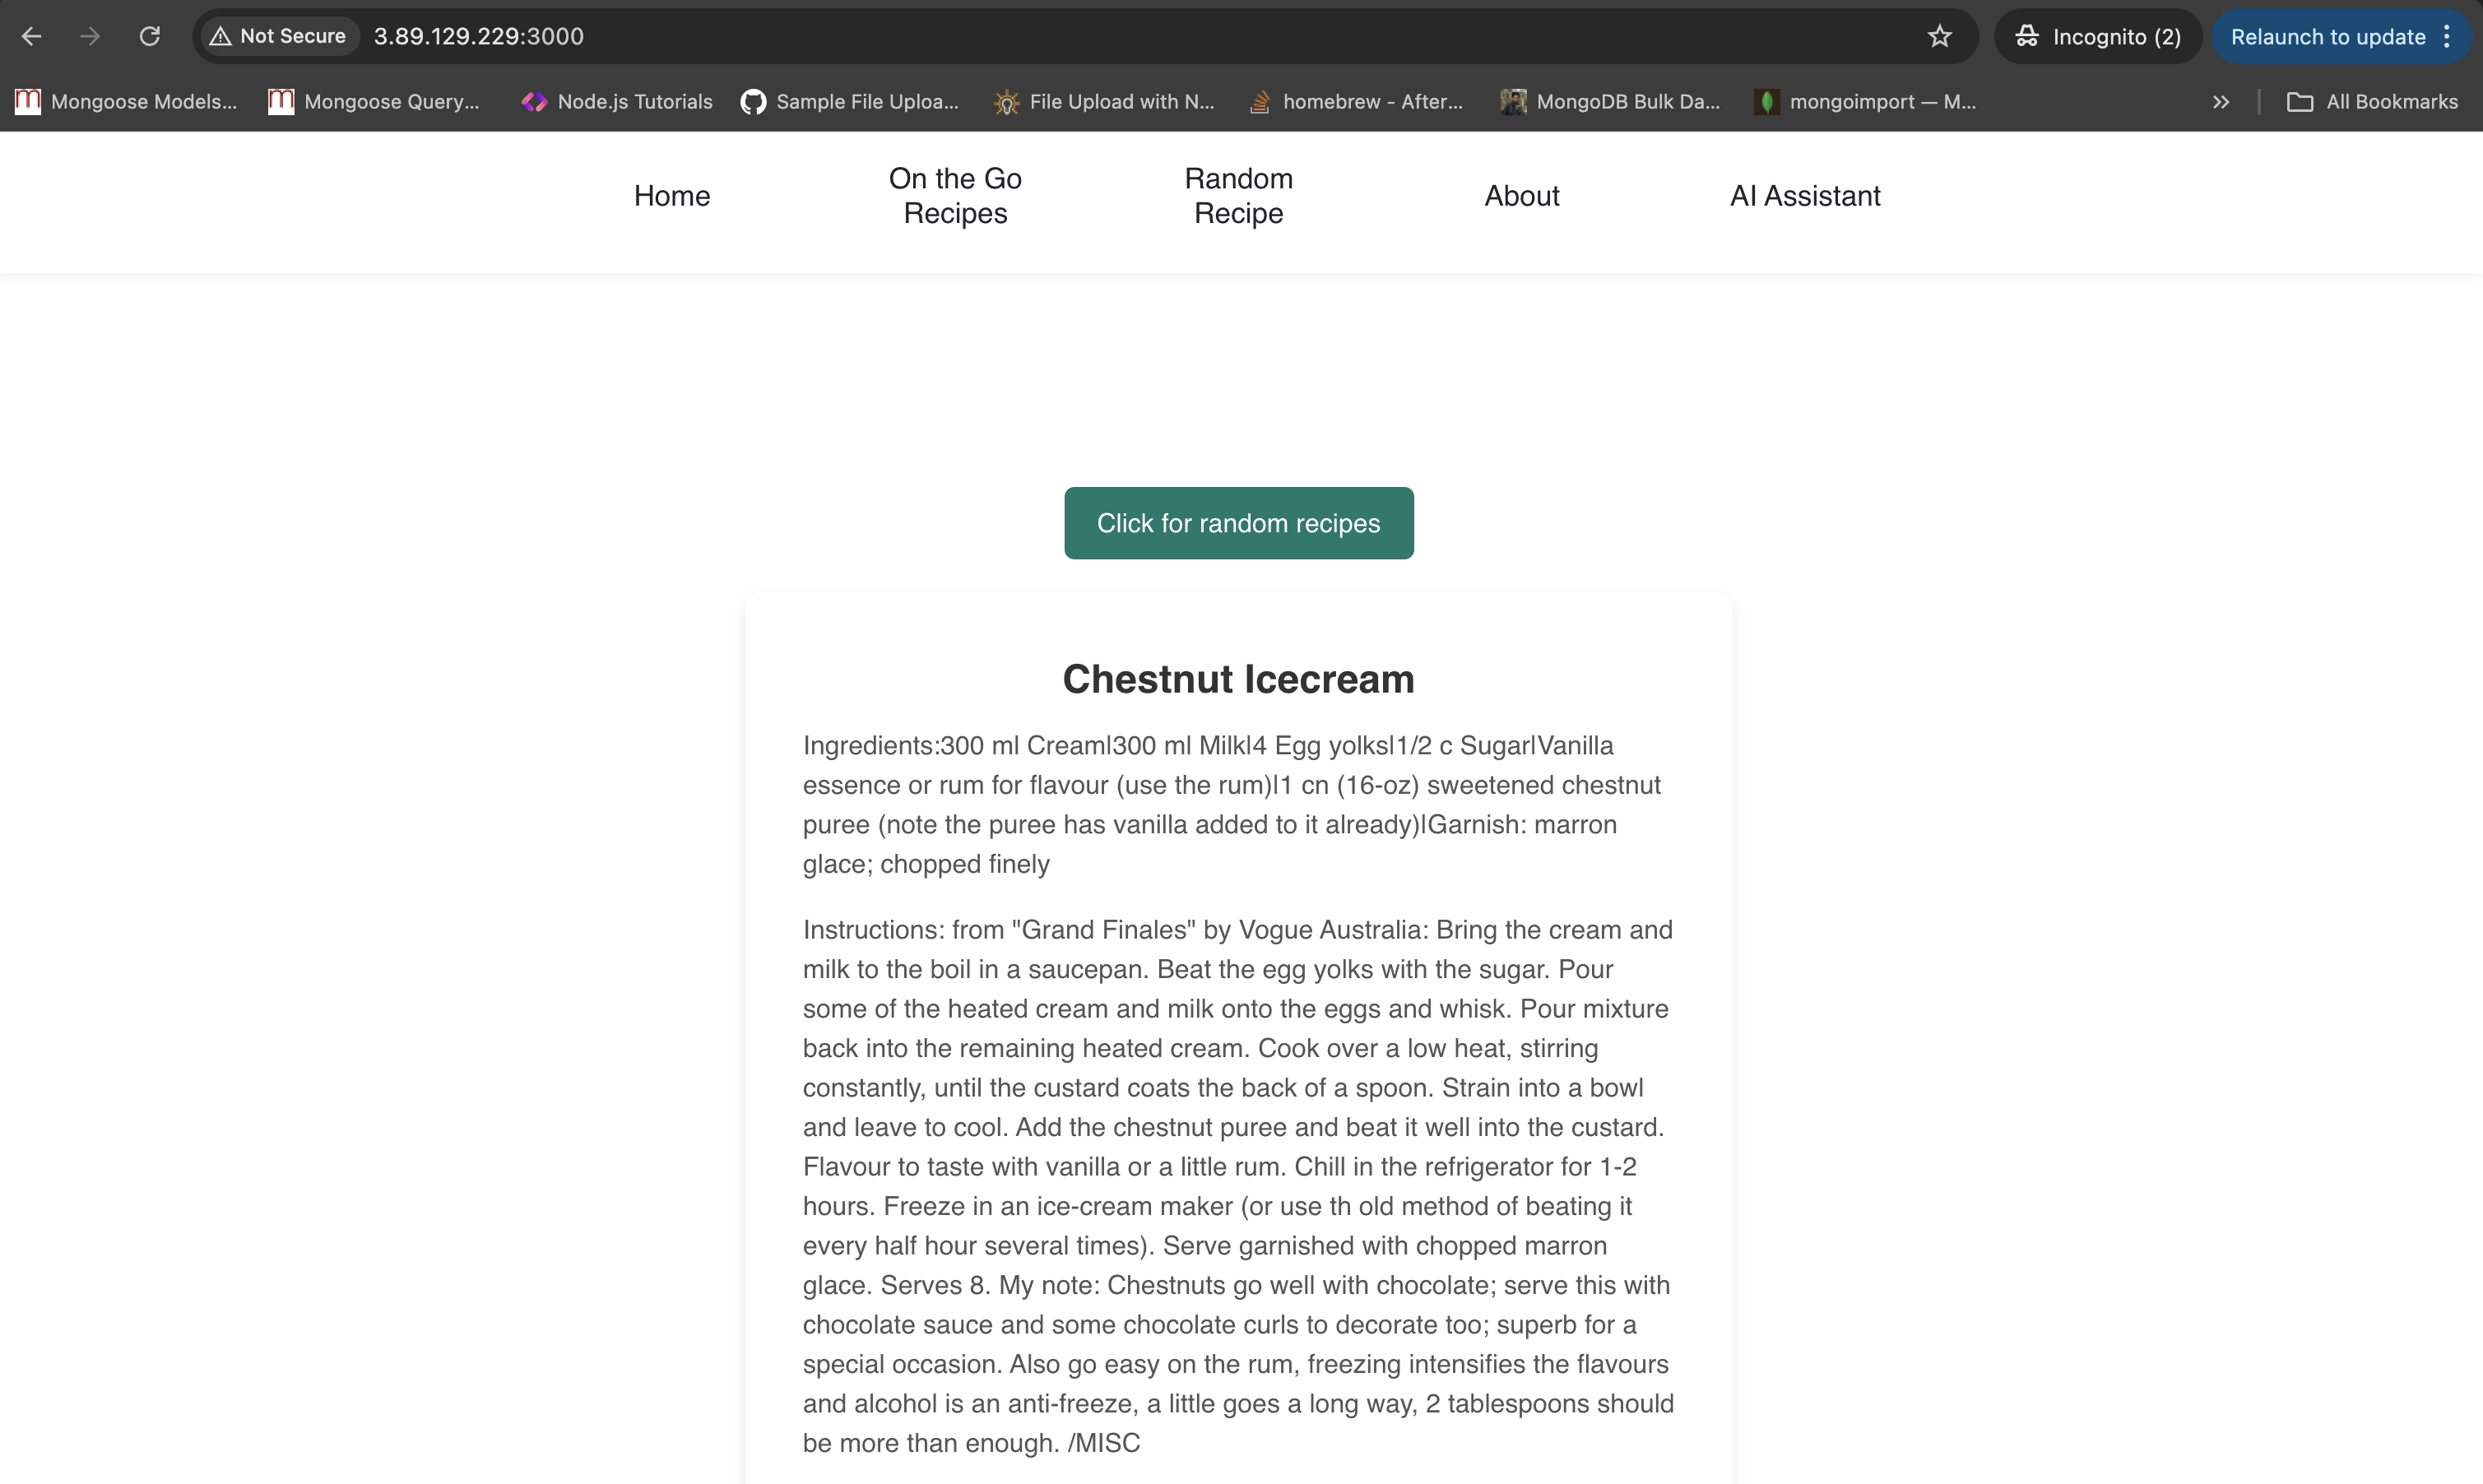 Not Secure 3.89.129.229:3000 Incognito (2) Relaunch to update
Mongoose Models... Mongoose Query... Node.js Tutorials Sample File Uploa... File Upload with N... homebrew - After... MongoDB Bulk Da... mongoimport — M... All Bookmarks
Home
On the Go
Recipes
Random
Recipe
About
AI Assistant
Click for random recipes
Chestnut Icecream
Ingredients:300 ml Cream|300 ml Milk|4 Egg yolks|1/2 c Sugar|Vanilla
essence or rum for flavour (use the rum)|1 cn (16-oz) sweetened chestnut
puree (note the puree has vanilla added to it already)|Garnish: marron
glace; chopped finely
Instructions: from "Grand Finales" by Vogue Australia: Bring the cream and
milk to the boil in a saucepan. Beat the egg yolks with the sugar. Pour
some of the heated cream and milk onto the eggs and whisk. Pour mixture
back into the remaining heated cream. Cook over a low heat, stirring
constantly, until the custard coats the back of a spoon. Strain into a bowl
and leave to cool. Add the chestnut puree and beat it well into the custard.
Flavour to taste with vanilla or a little rum. Chill in the refrigerator for 1-2
hours. Freeze in an ice-cream maker (or use th old method of beating it
every half hour several times). Serve garnished with chopped marron
glace. Serves 8. My note: Chestnuts go well with chocolate; serve this with
chocolate sauce and some chocolate curls to decorate too; superb for a
special occasion. Also go easy on the rum, freezing intensifies the flavours
and alcohol is an anti-freeze, a little goes a long way, 2 tablespoons should
be more than enough. /MISC